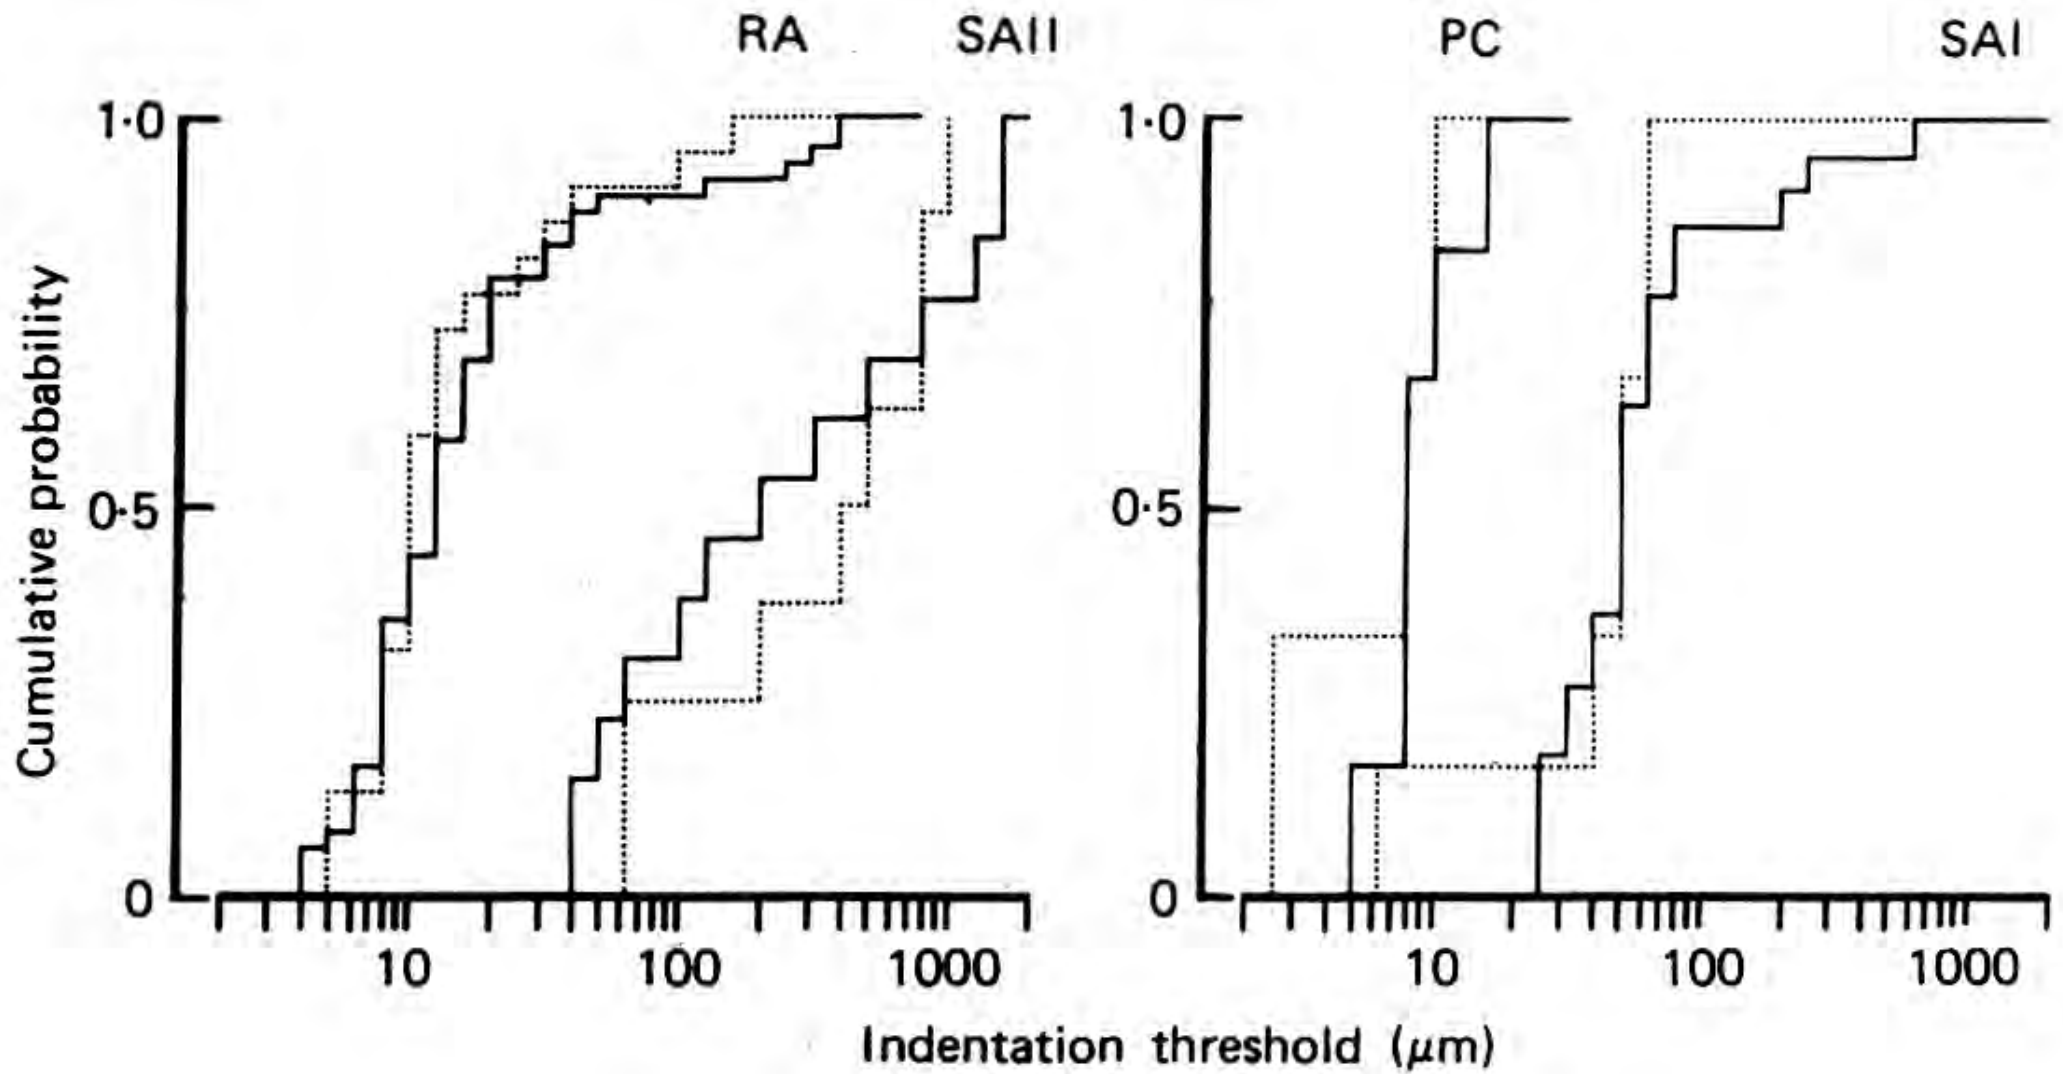 RA SAII PC SAI
1·0 1·0
Cumulative probability
0·5 0·5
0 0
10 100 1000 10 100 1000
Indentation threshold (μm)